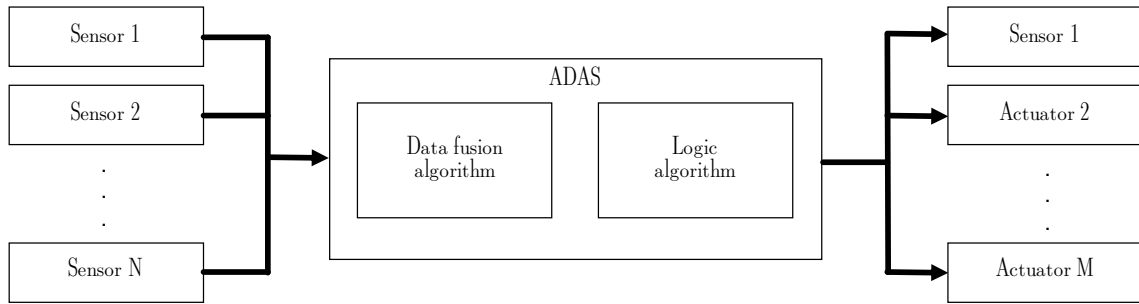 Sensor 1
Sensor 2
.
.
.
Sensor N
ADAS
Data fusion
algorithm
Logic
algorithm
Sensor 1
Actuator 2
.
.
.
Actuator M